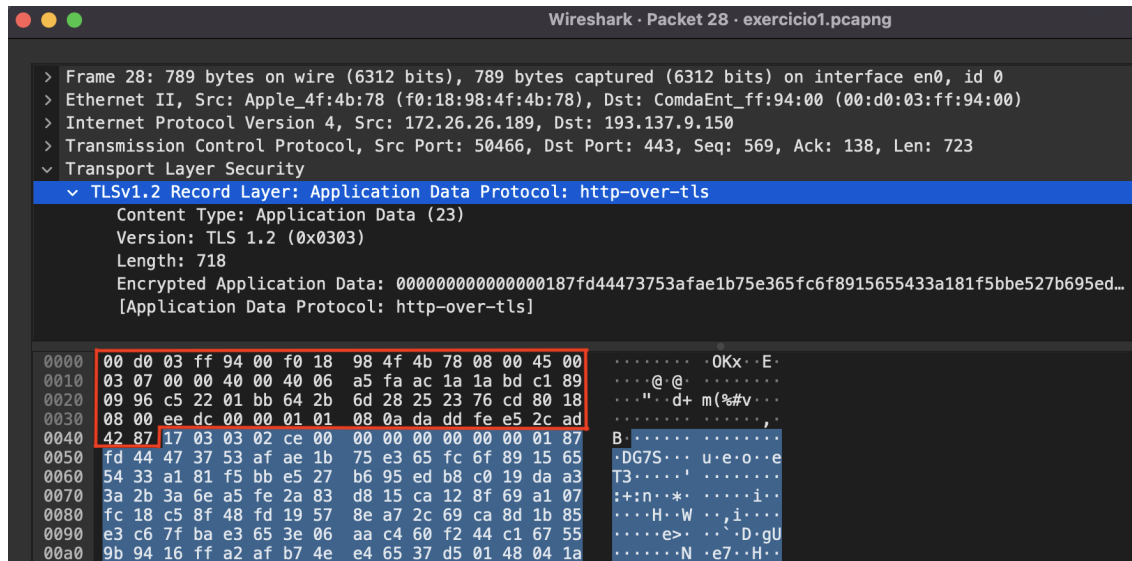 Wireshark · Packet 28 · exercicio1.pcapng
> Frame 28: 789 bytes on wire (6312 bits), 789 bytes captured (6312 bits) on interface en0, id 0
> Ethernet II, Src: Apple_4f:4b:78 (f0:18:98:4f:4b:78), Dst: ComdaEnt_ff:94:00 (00:d0:03:ff:94:00)
> Internet Protocol Version 4, Src: 172.26.26.189, Dst: 193.137.9.150
> Transmission Control Protocol, Src Port: 50466, Dst Port: 443, Seq: 569, Ack: 138, Len: 723
⌄ Transport Layer Security
⌄ TLSv1.2 Record Layer: Application Data Protocol: http-over-tls
Content Type: Application Data (23)
Version: TLS 1.2 (0x0303)
Length: 718
Encrypted Application Data: 000000000000000187fd44473753afae1b75e365fc6f8915655433a181f5bbe527b695ed…
[Application Data Protocol: http-over-tls]
0000 00 d0 03 ff 94 00 f0 18 98 4f 4b 78 08 00 45 00 ········ ·OKx··E·
0010 03 07 00 00 40 00 40 06 a5 fa ac 1a 1a bd c1 89 ····@·@· ········
0020 09 96 c5 22 01 bb 64 2b 6d 28 25 23 76 cd 80 18 ···"··d+ m(%#v···
0030 08 00 ee dc 00 00 01 01 08 0a da dd fe e5 2c ad ········ ······,·
0040 42 87 17 03 03 02 ce 00 00 00 00 00 00 00 01 87 B······· ········
0050 fd 44 47 37 53 af ae 1b 75 e3 65 fc 6f 89 15 65 ·DG7S··· u·e·o··e
0060 54 33 a1 81 f5 bb e5 27 b6 95 ed b8 c0 19 da a3 T3·····' ········
0070 3a 2b 3a 6e a5 fe 2a 83 d8 15 ca 12 8f 69 a1 07 :+:n··*· ·····i··
0080 fc 18 c5 8f 48 fd 19 57 8e a7 2c 69 ca 8d 1b 85 ····H··W ··,i····
0090 e3 c6 7f ba e3 65 3e 06 aa c4 60 f2 44 c1 67 55 ·····e>· ··`·D·gU
00a0 9b 94 16 ff a2 af b7 4e e4 65 37 d5 01 48 04 1a ·······N ·e7··H··